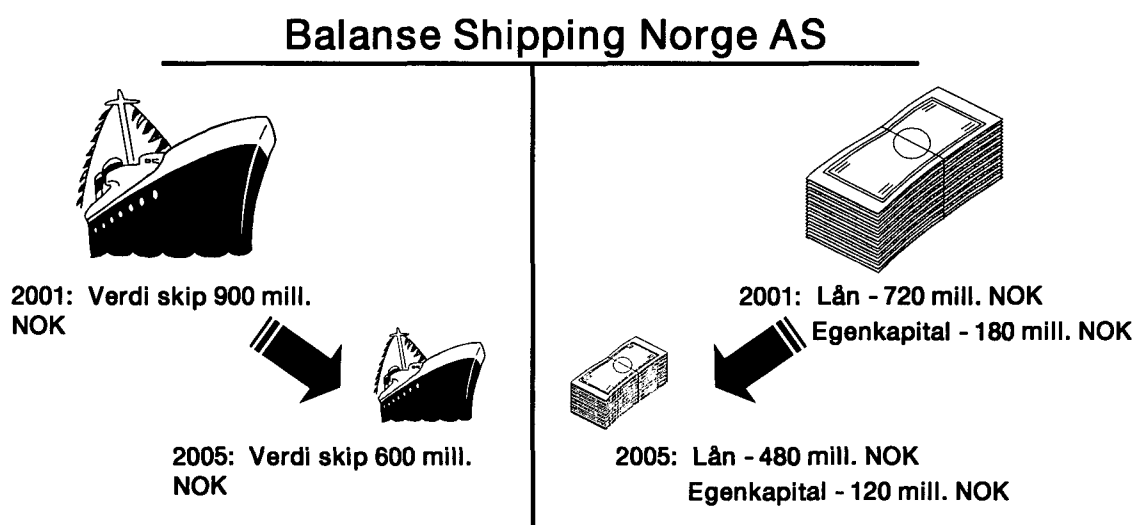 Balanse Shipping Norge AS
2001: Verdi skip 900 mill.
NOK
2001: Lån - 720 mill. NOK
Egenkapital - 180 mill. NOK
2005: Verdi skip 600 mill.
NOK
2005: Lån - 480 mill. NOK
Egenkapital - 120 mill. NOK